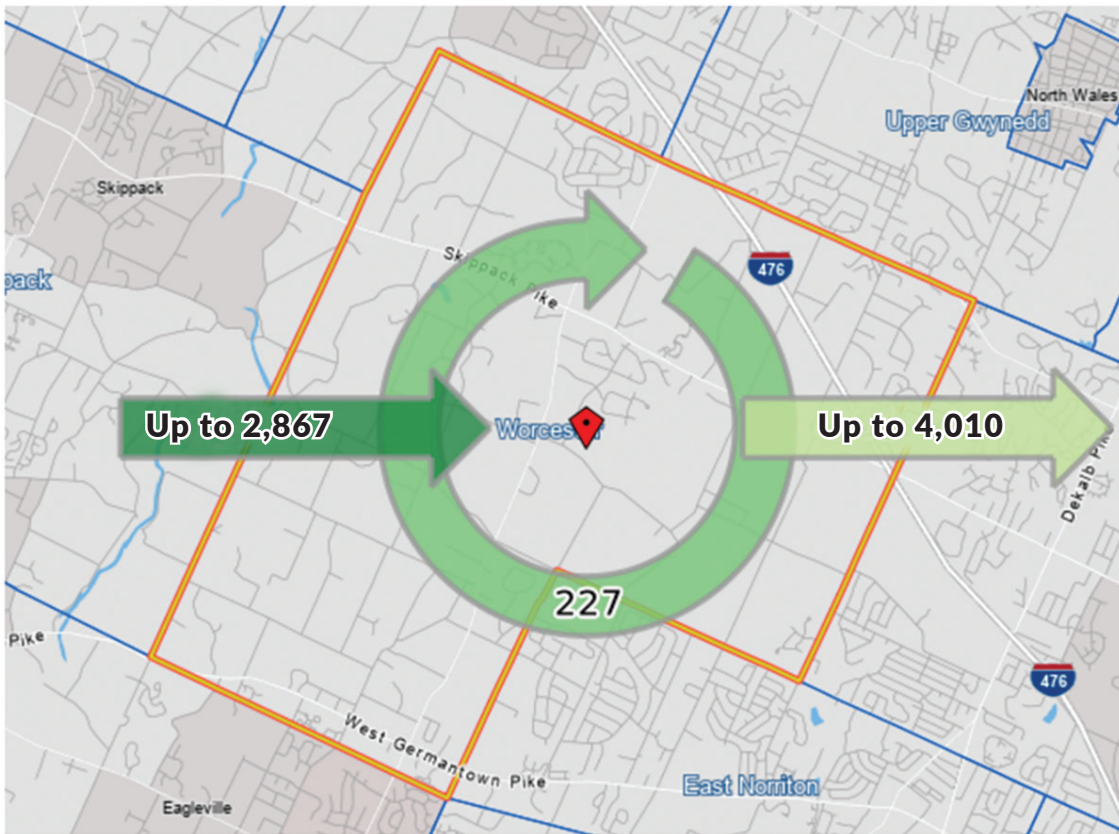 North Wales
Upper Gwynedd
Skippack
Skippack Pike
476
pack
Up to 2,867
Up to 4,010
Dekalb
227
Pike
476
West Germantown Pike
East Norriton
Eagleville